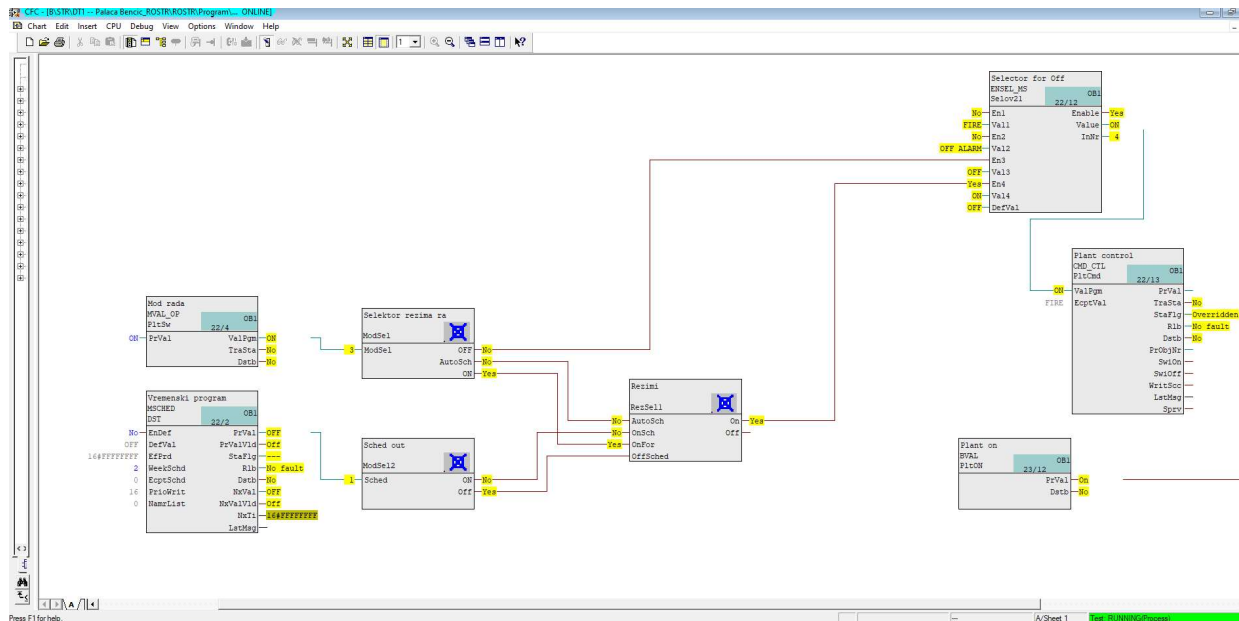 CFC - [B\STR\DT1 -- Palaca Bencic_ROSTR\ROSTR\Program\... ONLINE]
Chart Edit Insert CPU Debug View Options Window Help
1
Selector for Off
ENSEL_MS
Selov21
OB1
22/12
No En1 Enable Yes
FIRE Val1 Value ON
No En2 InNr 4
OFF ALARM Val2
En3
OFF Val3
Yes En4
ON Val4
OFF DefVal
Plant control
CMD_CTL
PltCmd
OB1
22/13
ON ValPgm PrVal
FIRE EcptVal TraSta No
StaFlg Overridden
Rlb No fault
Dstb No
PrObjNr
SwiOn
SwiOff
WritScc
LstMsg
Sprv
Mod rada
MVAL_OP
PltSw
OB1
22/4
ON PrVal ValPgm ON
TraSta No
Dstb No
Selektor rezima ra
ModSel
3 ModSel OFF No
AutoSch No
ON Yes
Rezimi
RezSel1
No AutoSch On Yes
No OnSch Off
Yes OnFor
OffSched
Vremenski program
MSCHED
DST
OB1
22/2
No EnDef PrVal OFF
OFF DefVal PrValVld Off
16#FFFFFFFF EfPrd StaFlg ---
2 WeekSchd Rlb No fault
0 EcptSchd Dstb No
16 PrioWrit NxVal OFF
0 NamrList NxValVld Off
NxTi 16#FFFFFFFF
LstMsg
Sched out
ModSel2
1 Sched ON No
Off Yes
Plant on
BVAL
PltON
OB1
23/12
PrVal On
Dstb No
A
Press F1 for help.
---
A/Sheet 1
Test: RUNNING(Process)